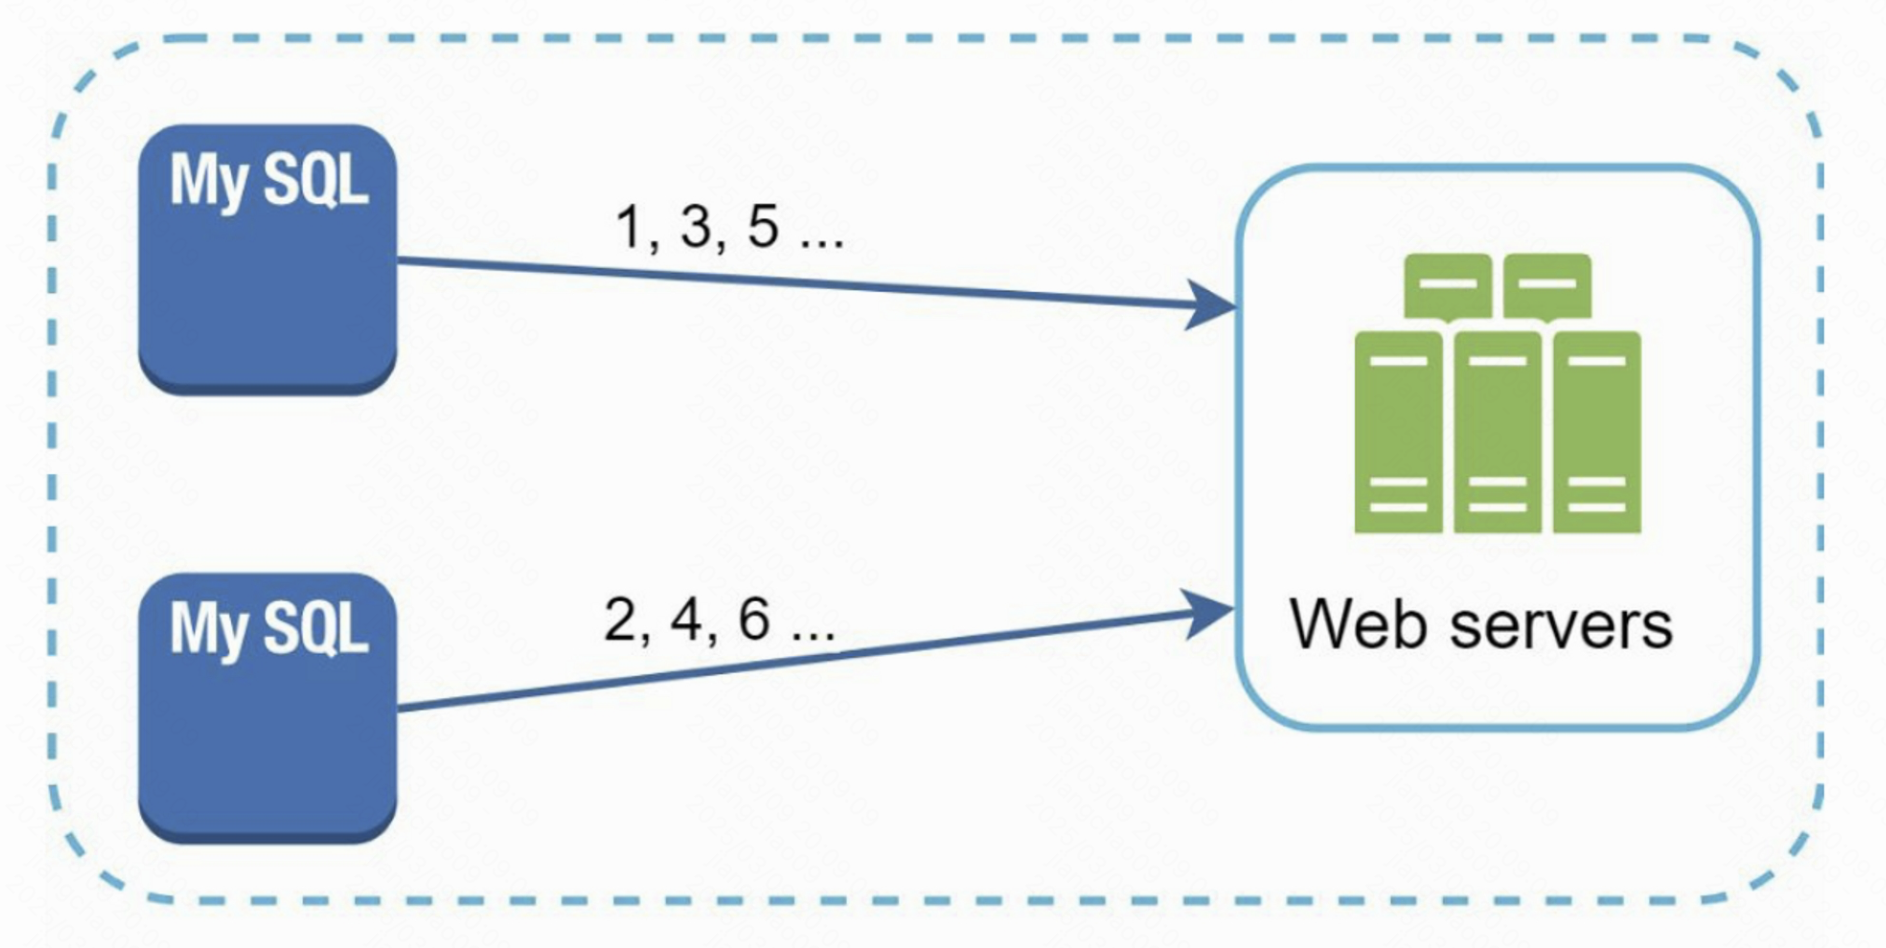 My SQL
1, 3, 5 ...
My SQL
2, 4, 6 ...
Web servers